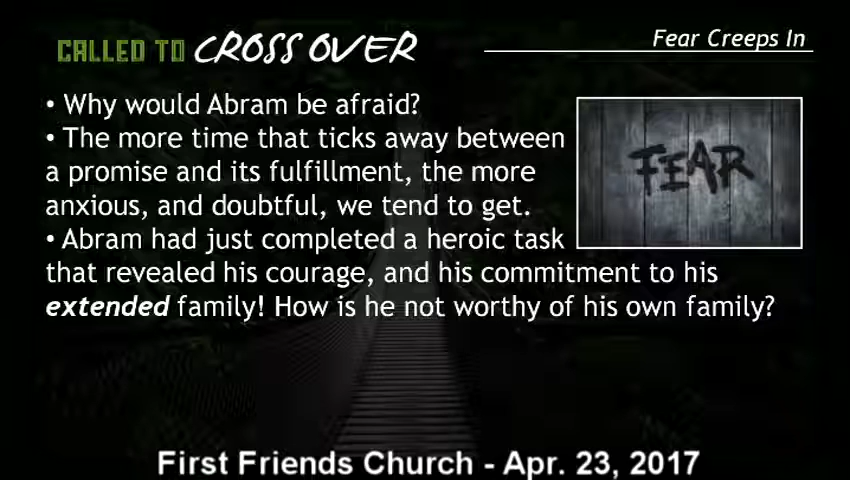 CALLED TO CROSS OVER
Fear Creeps In
• Why would Abram be afraid?
• The more time that ticks away between
a promise and its fulfillment, the more
anxious, and doubtful, we tend to get.
• Abram had just completed a heroic task
that revealed his courage, and his commitment to his
extended family! How is he not worthy of his own family?
FEAR
First Friends Church - Apr. 23, 2017